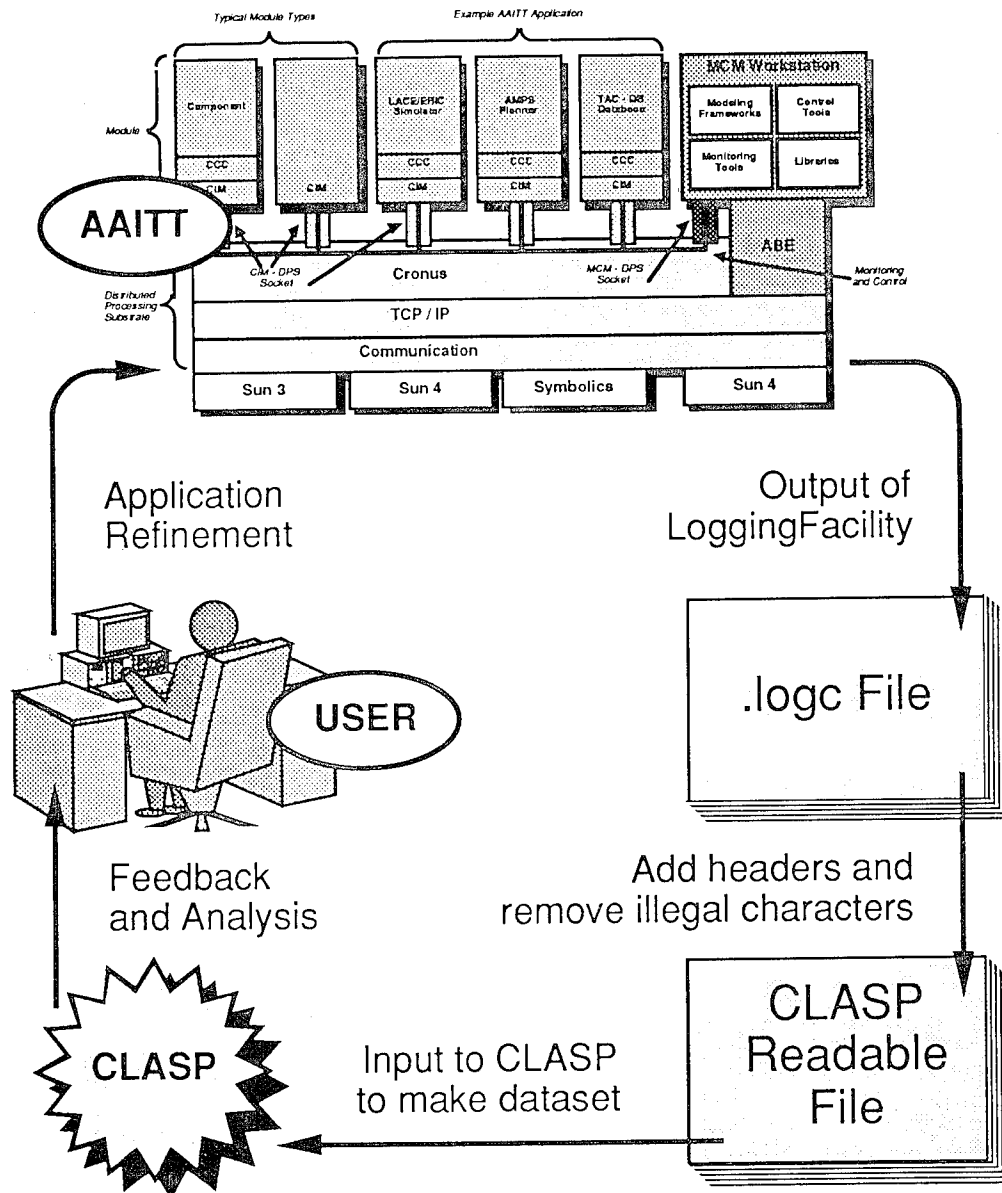 Typical Module Types
Example AAITT Application
Module
Component
CCC
CIM
CIM
LACE/ERIC
Simulator
CCC
CIM
AMPS
Planner
CCC
CIM
TAC - DB
Database
CCC
CIM
MCM Workstation
Modeling
Frameworks
Control
Tools
Monitoring
Tools
Libraries
AAITT
ABE
CIM - DPS
Socket
Cronus
MCM - DPS
Socket
Monitoring
and Control
Distributed
Processing
Substrate
TCP / IP
Communication
Sun 3
Sun 4
Symbolics
Sun 4
Application
Refinement
Output of
LoggingFacility
USER
.logc File
Feedback
and Analysis
Add headers and
remove illegal characters
CLASP
Input to CLASP
to make dataset
CLASP
Readable
File